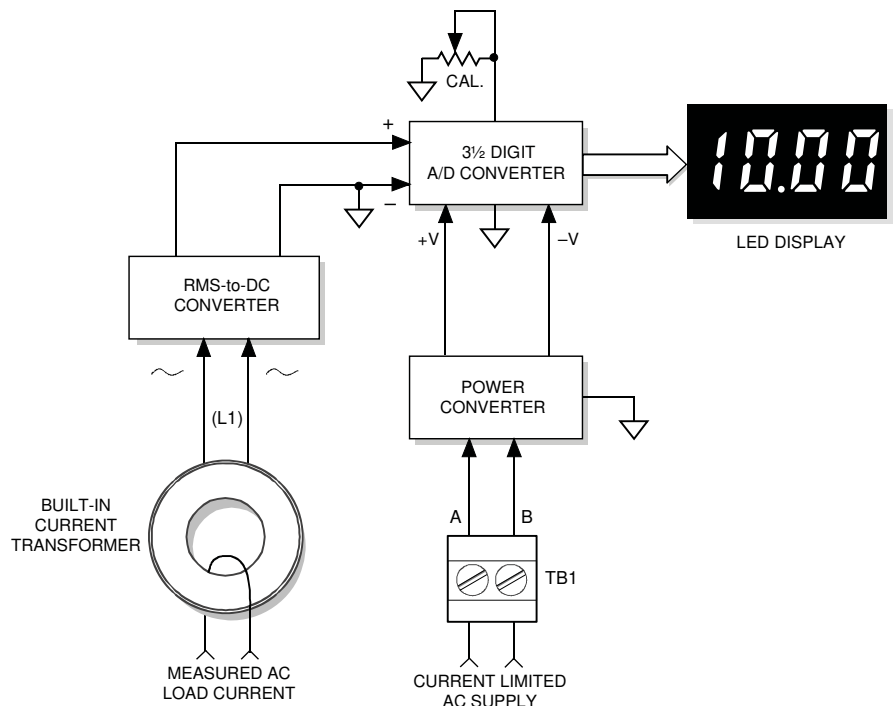 CAL.
+
3½ DIGIT
A/D CONVERTER
–
10.00
LED DISPLAY
+V
–V
RMS-to-DC
CONVERTER
POWER
CONVERTER
(L1)
BUILT-IN
CURRENT
TRANSFORMER
A
B
TB1
MEASURED AC
LOAD CURRENT
CURRENT LIMITED
AC SUPPLY